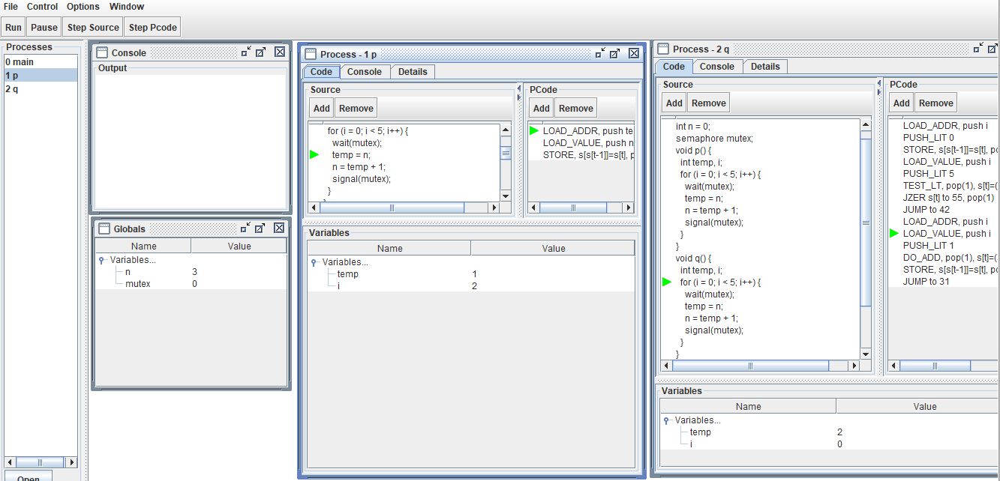 File Control Options Window
Run Pause Step Source Step Pcode
Processes
0 main
1 p
2 q
Open
Console
Output
Globals
Name Value
Variables...
n 3
mutex 0
Process - 1 p
Code Console Details
Source
Add Remove
for (i = 0; i < 5; i++) {
wait(mutex);
temp = n;
n = temp + 1;
signal(mutex);
}
PCode
Add Remove
LOAD_ADDR, push te
LOAD_VALUE, push n
STORE, s[s[t-1]]=s[t], p
Variables
Name Value
Variables...
temp 1
i 2
Process - 2 q
Code Console Details
Source
Add Remove
int n = 0;
semaphore mutex;
void p() {
int temp, i;
for (i = 0; i < 5; i++) {
wait(mutex);
temp = n;
n = temp + 1;
signal(mutex);
}
}
void q() {
int temp, i;
for (i = 0; i < 5; i++) {
wait(mutex);
temp = n;
n = temp + 1;
signal(mutex);
}
}
PCode
Add Remove
LOAD_ADDR, push i
PUSH_LIT 0
STORE, s[s[t-1]]=s[t], po
LOAD_VALUE, push i
PUSH_LIT 5
TEST_LT, pop(1), s[t]=(
JZER s[t] to 55, pop(1)
JUMP to 42
LOAD_ADDR, push i
LOAD_VALUE, push i
PUSH_LIT 1
DO_ADD, pop(1), s[t]=(
STORE, s[s[t-1]]=s[t], po
JUMP to 31
Variables
Name Value
Variables...
temp 2
i 0